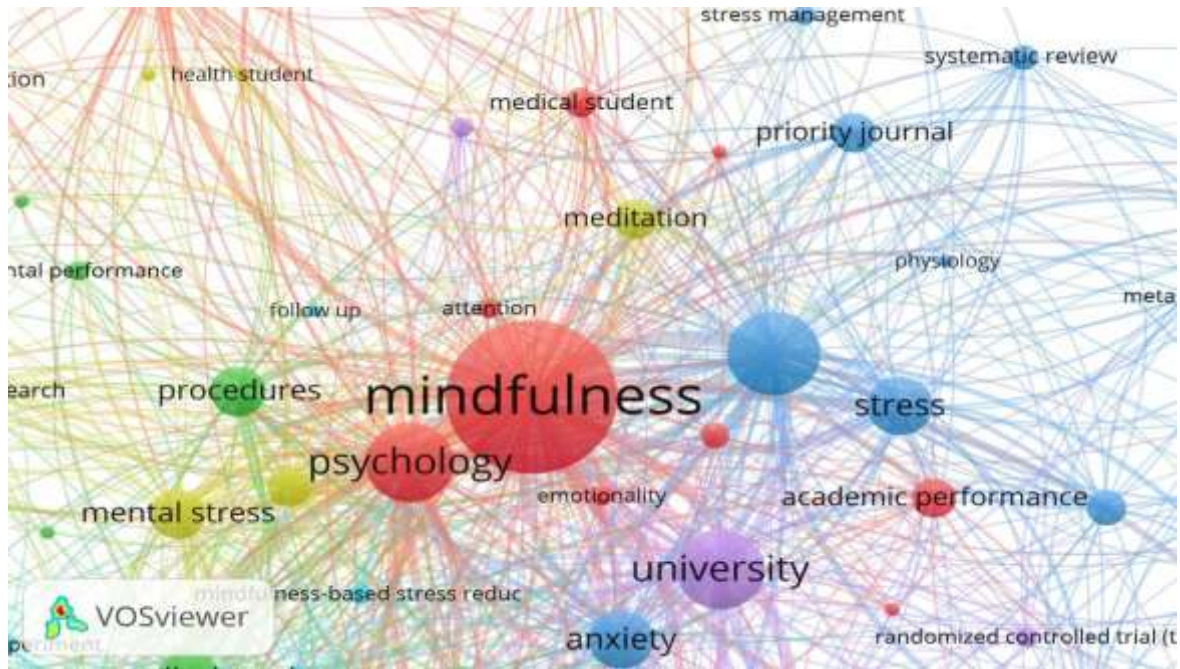 stress management
systematic review
health student
medical student
priority journal
meditation
physiology
ntal performance
follow up
attention
meta
earch
procedures
mindfulness
stress
psychology
emotionality
academic performance
mental stress
university
mindfulness-based stress reduc
VOSviewer
anxiety
randomized controlled trial (t